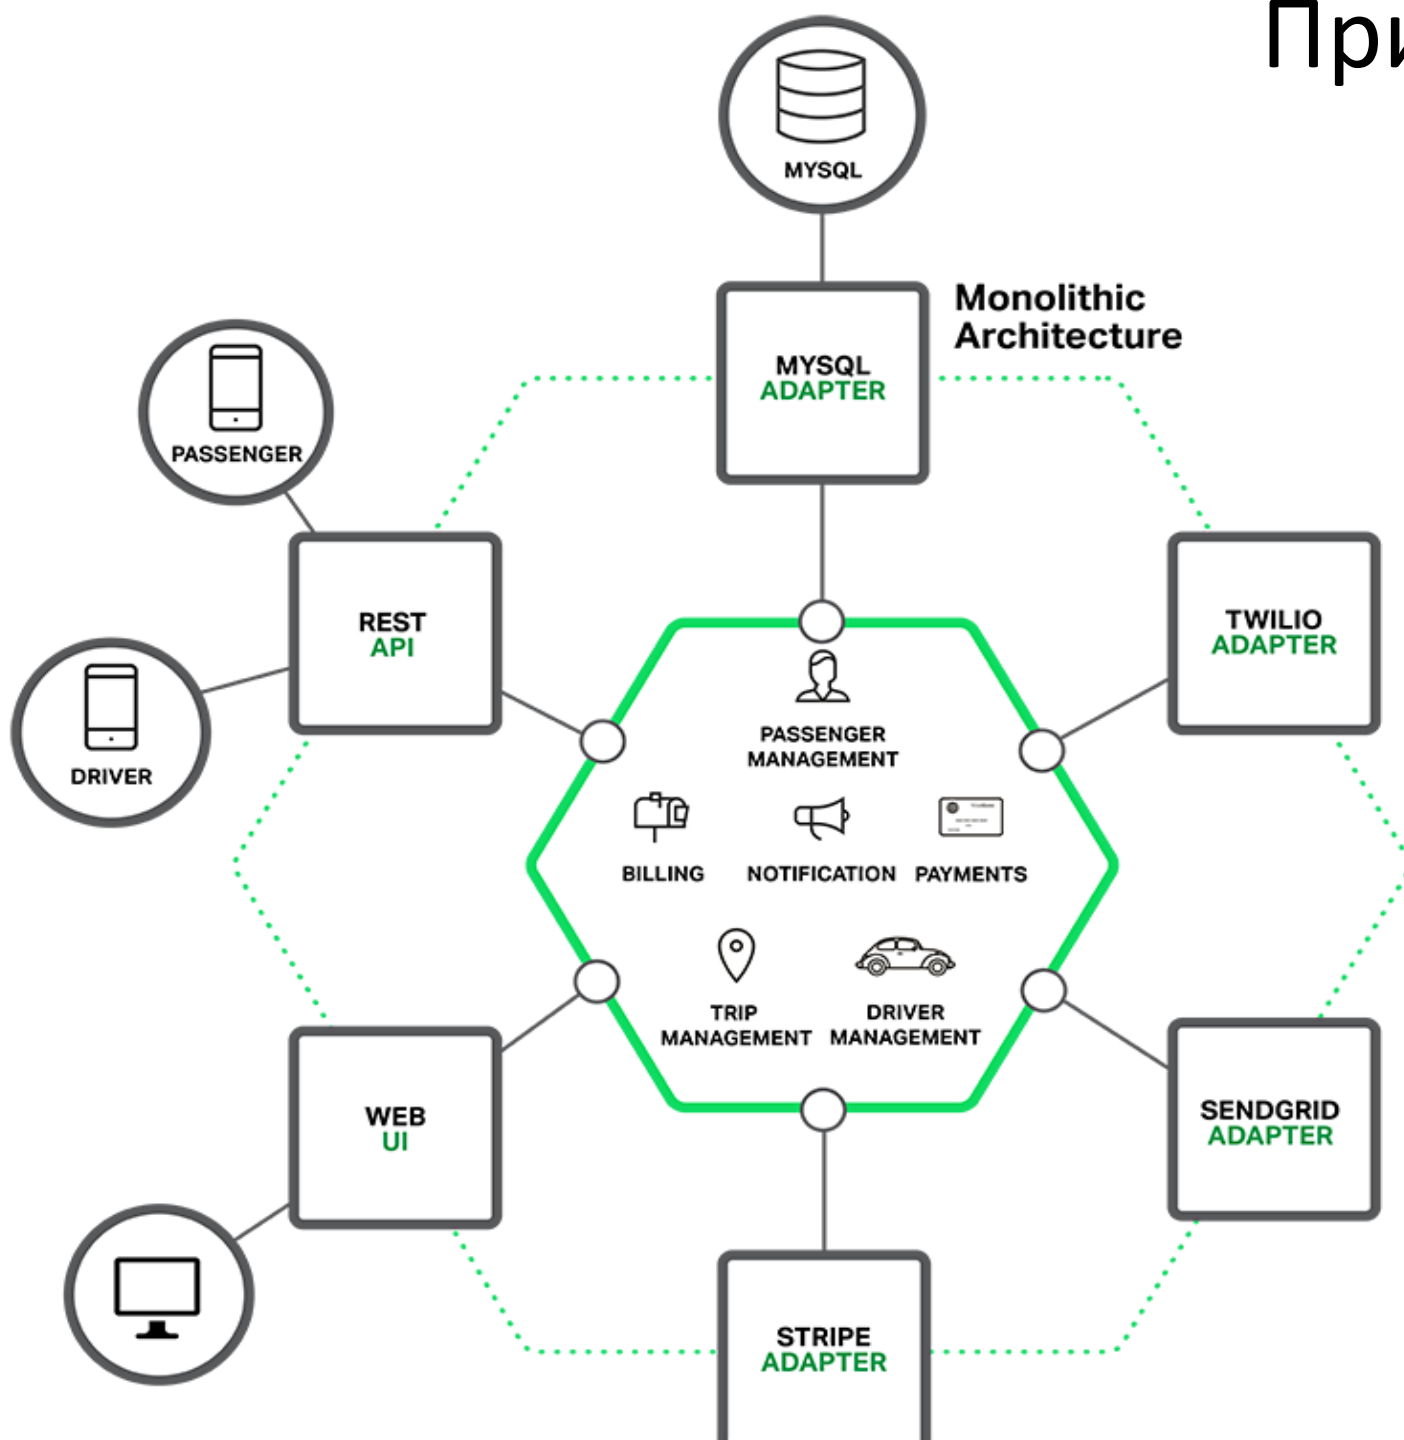 При
MYSQL
Monolithic
Architecture
MYSQL
ADAPTER
PASSENGER
REST
API
TWILIO
ADAPTER
DRIVER
PASSENGER
MANAGEMENT
BILLING
NOTIFICATION
PAYMENTS
TRIP
MANAGEMENT
DRIVER
MANAGEMENT
WEB
UI
SENDGRID
ADAPTER
STRIPE
ADAPTER